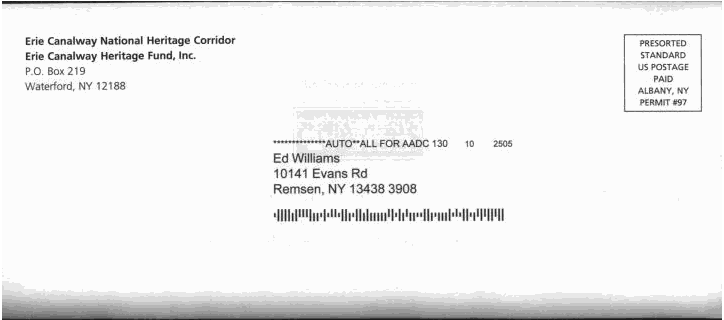 Erie Canalway National Heritage Corridor
Erie Canalway Heritage Fund, Inc.
P.O. Box 219
Waterford, NY 12188
PRESORTED
STANDARD
US POSTAGE
PAID
ALBANY, NY
PERMIT #97
**************AUTO**ALL FOR AADC 130 10 2505
Ed Williams
10141 Evans Rd
Remsen, NY 13438 3908